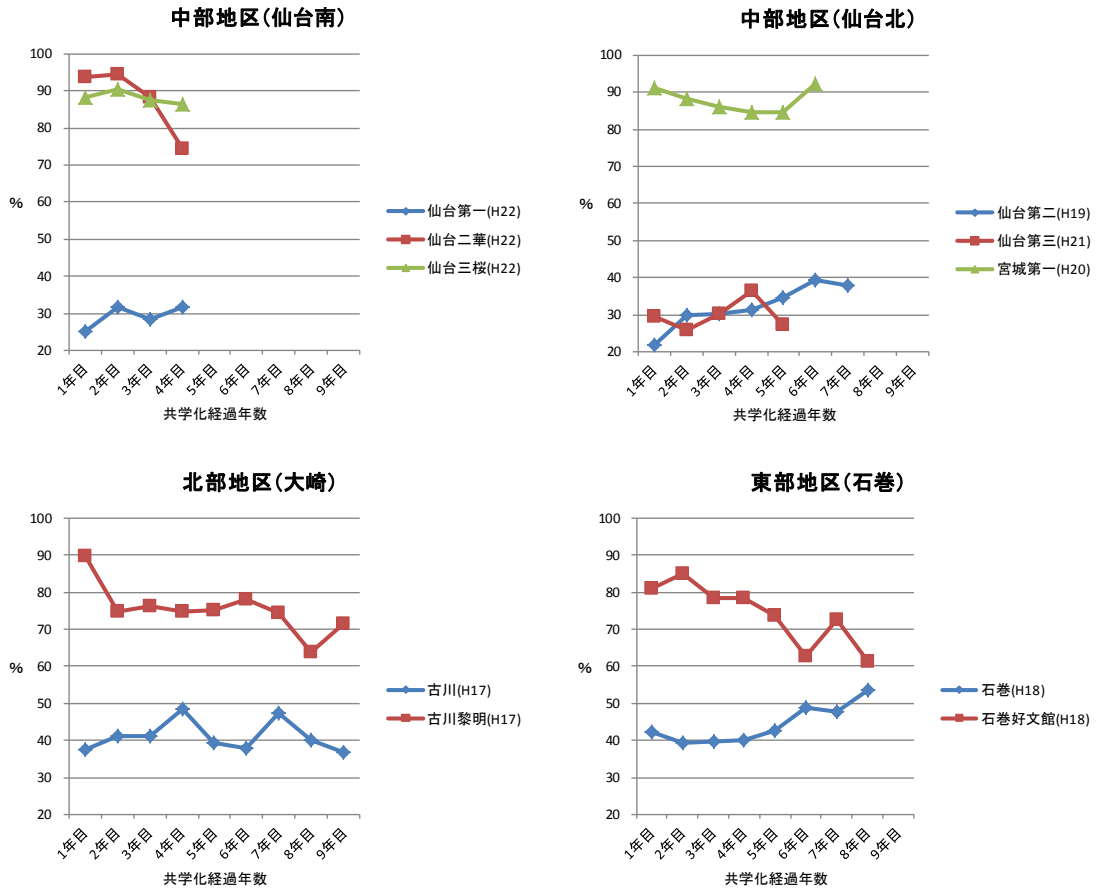 中部地区（仙台南）
100
90
80
70
60
50
40
30
20
%
1年目
2年目
3年目
4年目
5年目
6年目
7年目
8年目
9年目
共学化経過年数
仙台第一(H22)
仙台二華(H22)
仙台三桜(H22)
中部地区（仙台北）
100
90
80
70
60
50
40
30
20
%
1年目
2年目
3年目
4年目
5年目
6年目
7年目
8年目
9年目
共学化経過年数
仙台第二(H19)
仙台第三(H21)
宮城第一(H20)
北部地区（大崎）
100
90
80
70
60
50
40
30
20
%
1年目
2年目
3年目
4年目
5年目
6年目
7年目
8年目
9年目
共学化経過年数
古川(H17)
古川黎明(H17)
東部地区（石巻）
100
90
80
70
60
50
40
30
20
%
1年目
2年目
3年目
4年目
5年目
6年目
7年目
8年目
9年目
共学化経過年数
石巻(H18)
石巻好文館(H18)